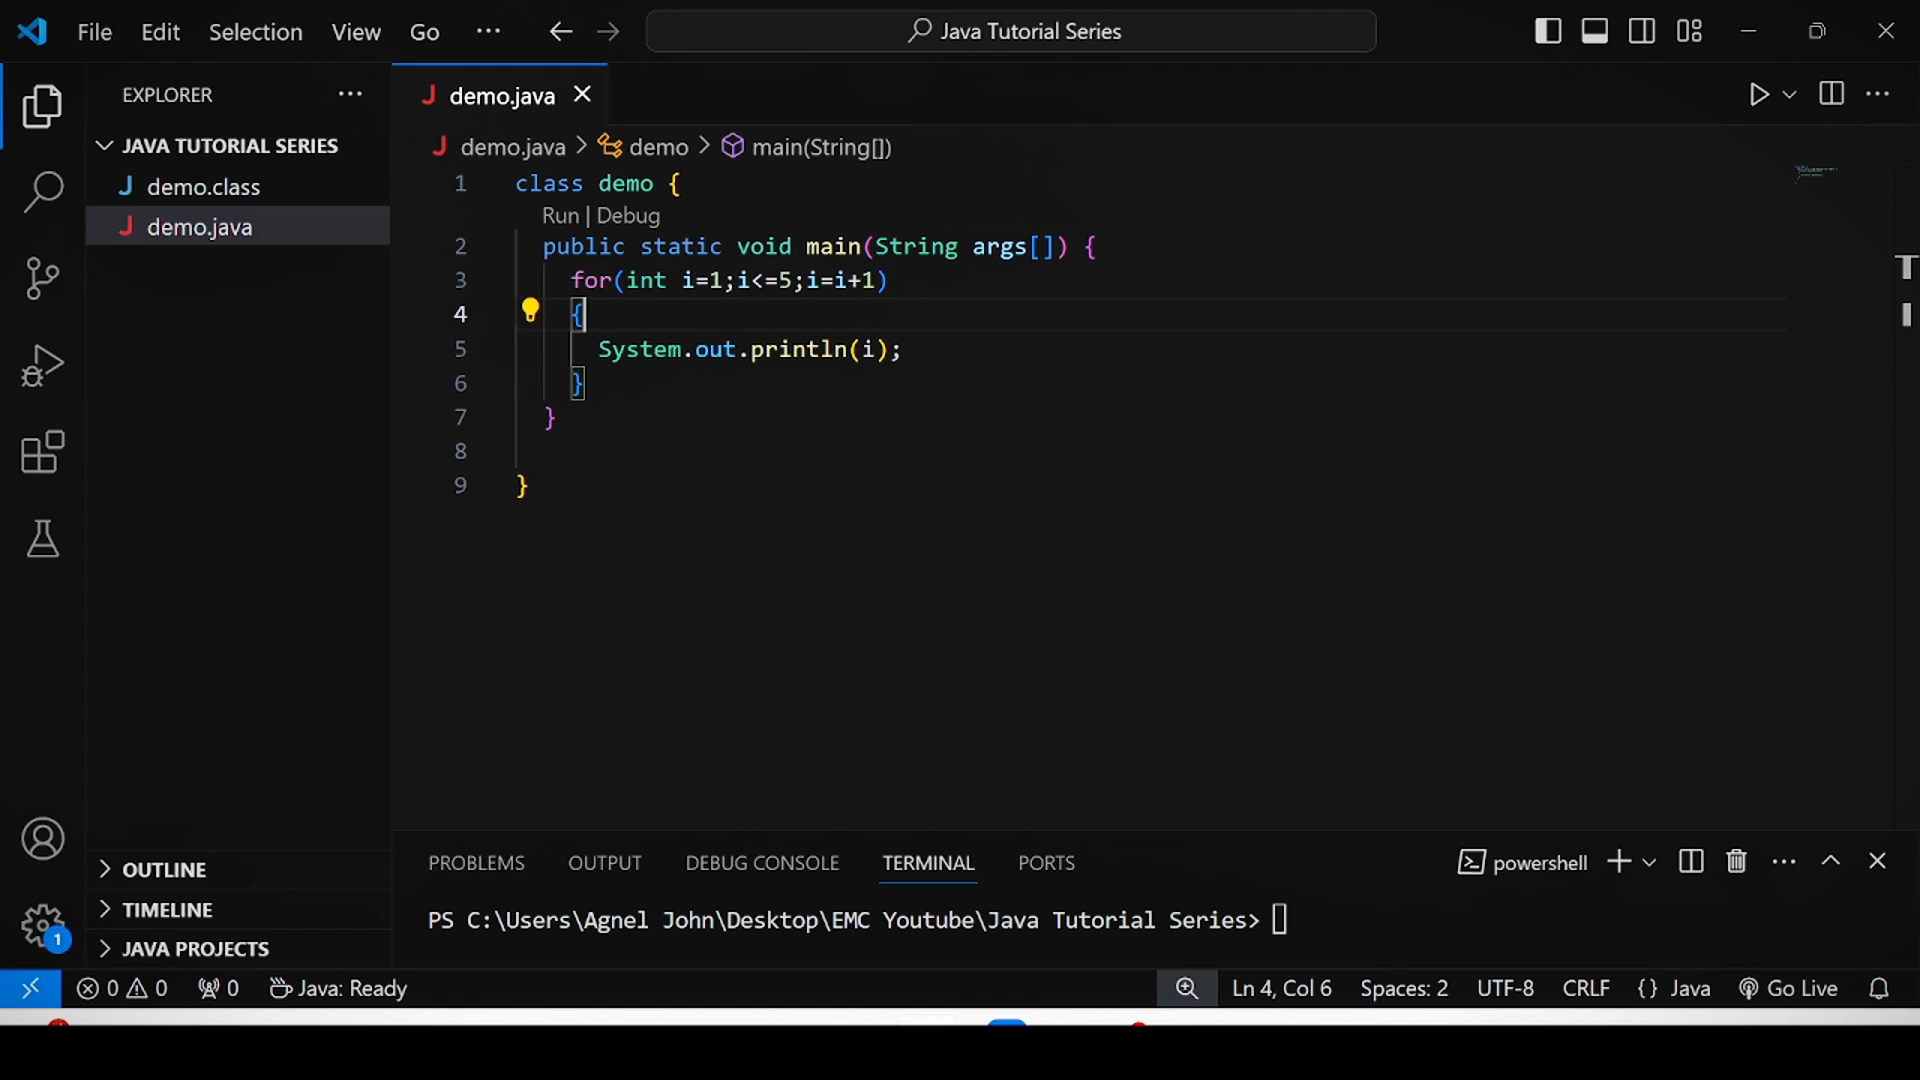 File Edit Selection View Go ··· Java Tutorial Series
EXPLORER ···
JAVA TUTORIAL SERIES
J demo.class
J demo.java
OUTLINE
TIMELINE
JAVA PROJECTS
J demo.java
J demo.java > demo > main(String[])
1 class demo {
Run | Debug
2 public static void main(String args[]) {
3 for(int i=1;i<=5;i=i+1)
4 {
5 System.out.println(i);
6 }
7 }
8
9 }
PROBLEMS OUTPUT DEBUG CONSOLE TERMINAL PORTS powershell
PS C:\Users\Agnel John\Desktop\EMC Youtube\Java Tutorial Series>
1
0 0 0 Java: Ready Ln 4, Col 6 Spaces: 2 UTF-8 CRLF {} Java Go Live